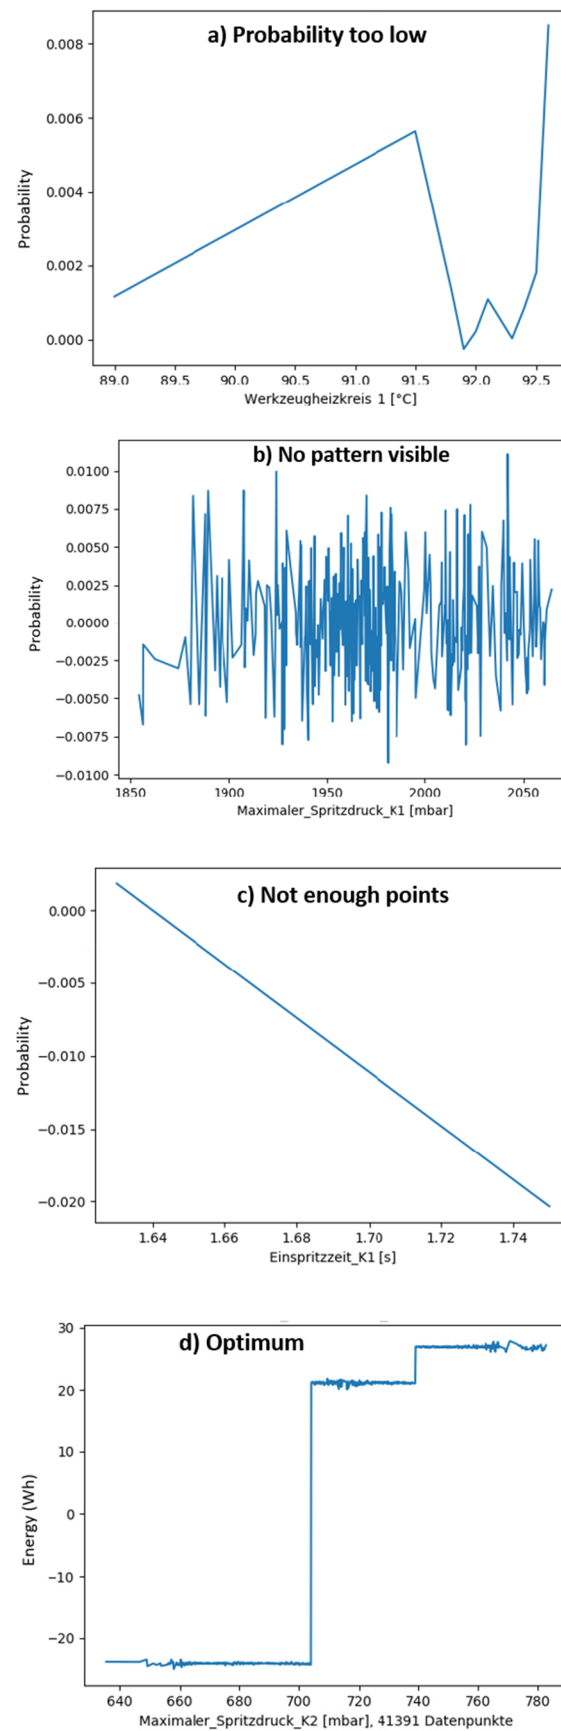 a) Probability too low
0.008
0.006
0.004
0.002
0.000
Probability
89.0 89.5 90.0 90.5 91.0 91.5 92.0 92.5
Werkzeugheizkreis 1 [°C]
b) No pattern visible
0.0100
0.0075
0.0050
0.0025
0.0000
−0.0025
−0.0050
−0.0075
−0.0100
Probability
1850 1900 1950 2000 2050
Maximaler_Spritzdruck_K1 [mbar]
c) Not enough points
0.000
−0.005
−0.010
−0.015
−0.020
Probability
1.64 1.66 1.68 1.70 1.72 1.74
Einspritzzeit_K1 [s]
d) Optimum
30
20
10
0
−10
−20
Energy (Wh)
640 660 680 700 720 740 760 780
Maximaler_Spritzdruck_K2 [mbar], 41391 Datenpunkte